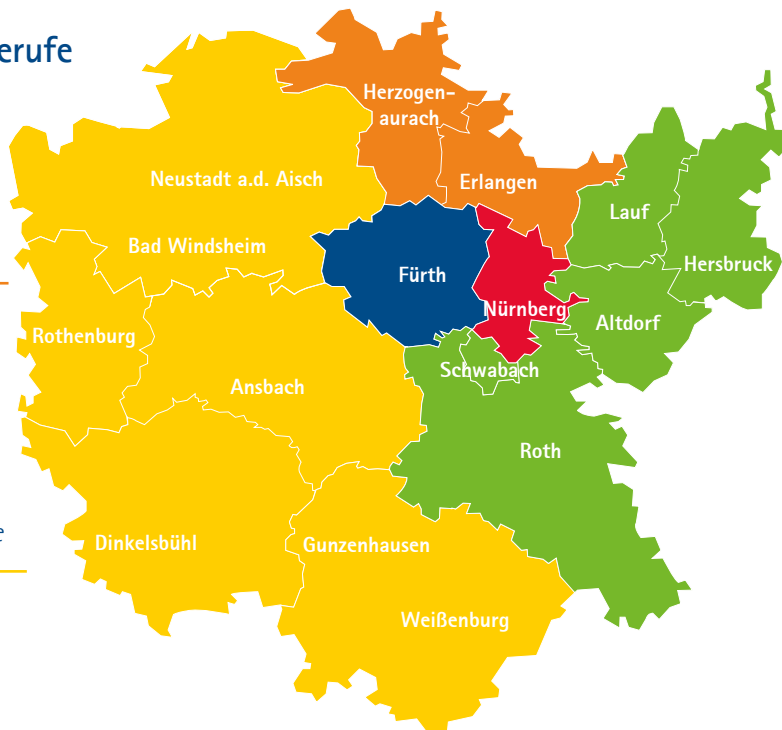 erufe
Herzogen-
aurach
Neustadt a.d. Aisch
Erlangen
Lauf
Bad Windsheim
Hersbruck
Fürth
Nürnberg
Rothenburg
Altdorf
Schwabach
Ansbach
Roth
e
Dinkelsbühl
Gunzenhausen
Weißenburg